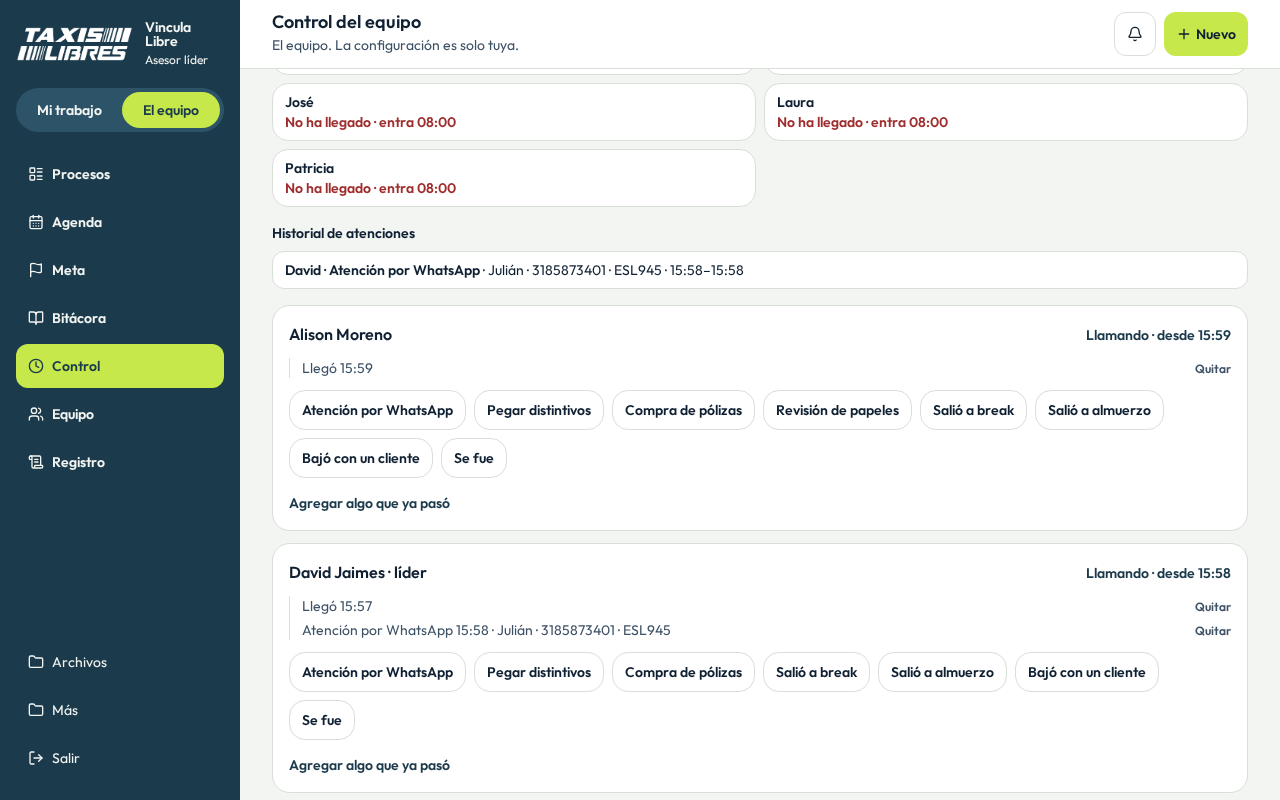 TAXIS
LIBRES
Vincula
Libre
Asesor líder
Mi trabajo
El equipo
Procesos
Agenda
Meta
Bitácora
Control
Equipo
Registro
Archivos
Más
Salir
Control del equipo
El equipo. La configuración es solo tuya.
Nuevo
José
No ha llegado · entra 08:00
Laura
No ha llegado · entra 08:00
Patricia
No ha llegado · entra 08:00
Historial de atenciones
David · Atención por WhatsApp · Julián · 3185873401 · ESL945 · 15:58–15:58
Alison Moreno
Llamando · desde 15:59
Llegó 15:59
Quitar
Atención por WhatsApp
Pegar distintivos
Compra de pólizas
Revisión de papeles
Salió a break
Salió a almuerzo
Bajó con un cliente
Se fue
Agregar algo que ya pasó
David Jaimes · líder
Llamando · desde 15:58
Llegó 15:57
Quitar
Atención por WhatsApp 15:58 · Julián · 3185873401 · ESL945
Quitar
Atención por WhatsApp
Pegar distintivos
Compra de pólizas
Salió a break
Salió a almuerzo
Bajó con un cliente
Se fue
Agregar algo que ya pasó